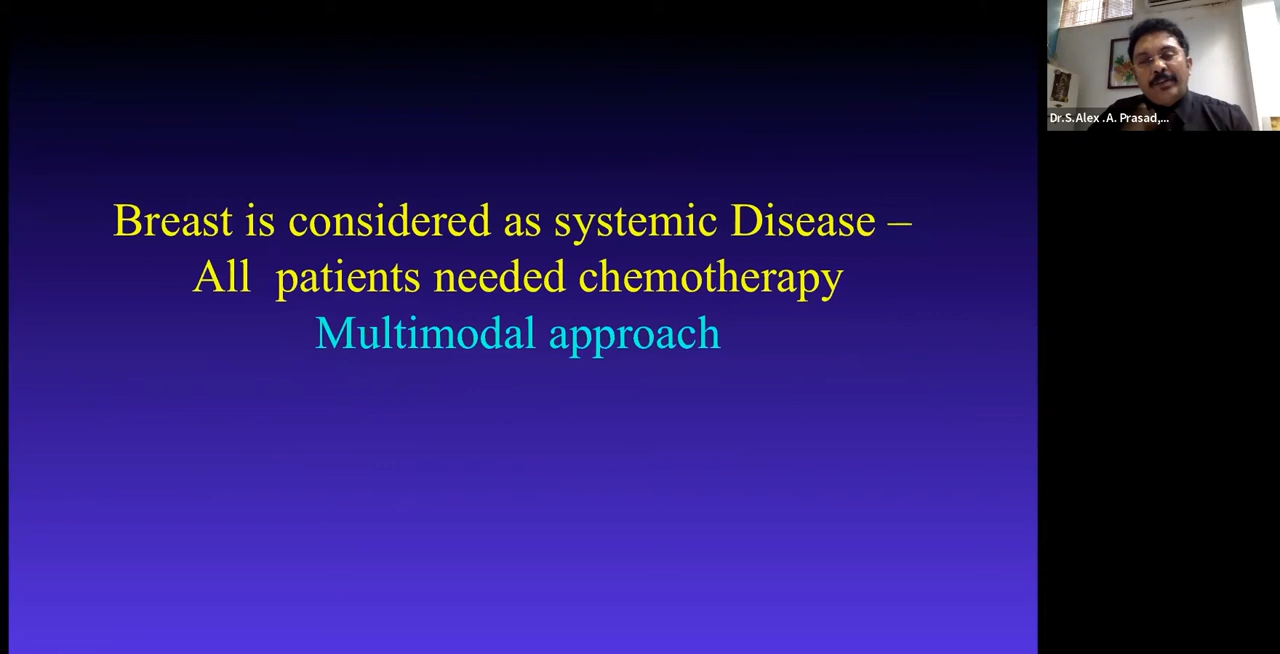 Breast is considered as systemic Disease –
All patients needed chemotherapy
Multimodal approach
Dr.S.Alex .A. Prasad,...